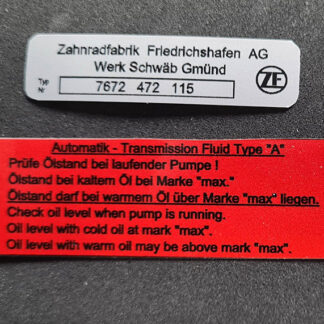 Zahnradfabrik Friedrichshafen AG
Werk Schwäb Gmünd
Typ
Nr
7672 472 115
ZF
Automatik - Transmission Fluid Type "A"
Prüfe Ölstand bei laufender Pumpe !
Ölstand bei kaltem Öl bei Marke "max."
Ölstand darf bei warmem Öl über Marke "max" liegen.
Check oil level when pump is running.
Oil level with cold oil at mark "max".
Oil level with warm oil may be above mark "max".